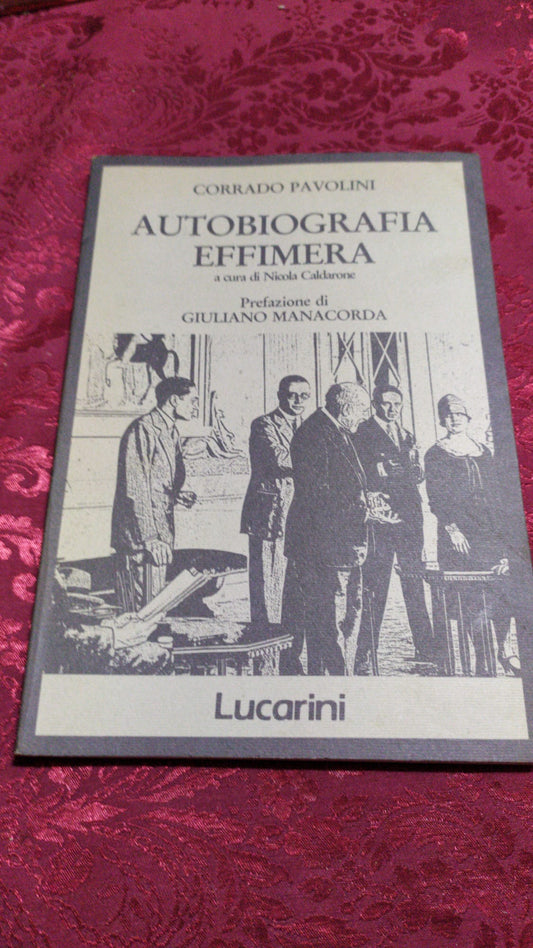 CORRADO PAVOLINI
AUTOBIOGRAFIA
EFFIMERA
a cura di Nicola Caldarone
Prefazione di
GIULIANO MANACORDA
Lucarini